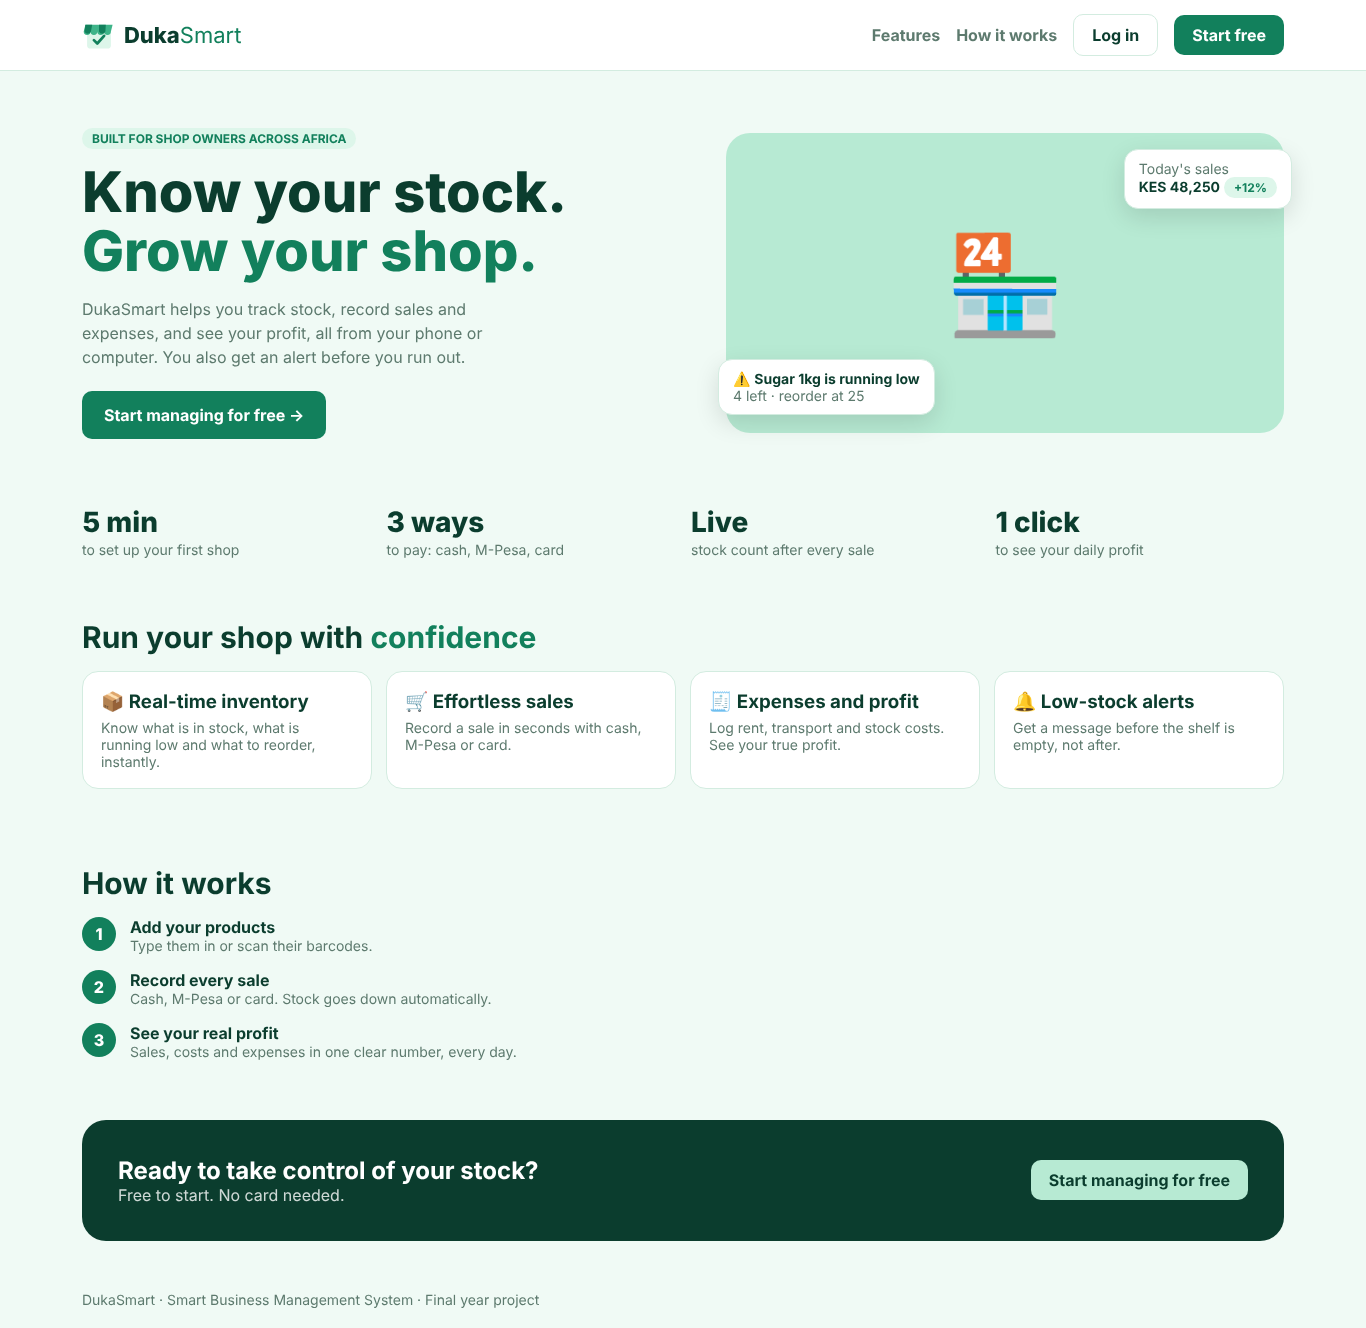 DukaSmart
Features
How it works
Log in
Start free
BUILT FOR SHOP OWNERS ACROSS AFRICA
Know your stock.
Grow your shop.
DukaSmart helps you track stock, record sales and
expenses, and see your profit, all from your phone or
computer. You also get an alert before you run out.
Start managing for free →
Today's sales
KES 48,250 +12%
24
⚠️ Sugar 1kg is running low
4 left · reorder at 25
5 min
to set up your first shop
3 ways
to pay: cash, M-Pesa, card
Live
stock count after every sale
1 click
to see your daily profit
Run your shop with confidence
📦 Real-time inventory
Know what is in stock, what is
running low and what to reorder,
instantly.
🛒 Effortless sales
Record a sale in seconds with cash,
M-Pesa or card.
🧾 Expenses and profit
Log rent, transport and stock costs.
See your true profit.
🔔 Low-stock alerts
Get a message before the shelf is
empty, not after.
How it works
1
Add your products
Type them in or scan their barcodes.
2
Record every sale
Cash, M-Pesa or card. Stock goes down automatically.
3
See your real profit
Sales, costs and expenses in one clear number, every day.
Ready to take control of your stock?
Free to start. No card needed.
Start managing for free
DukaSmart · Smart Business Management System · Final year project